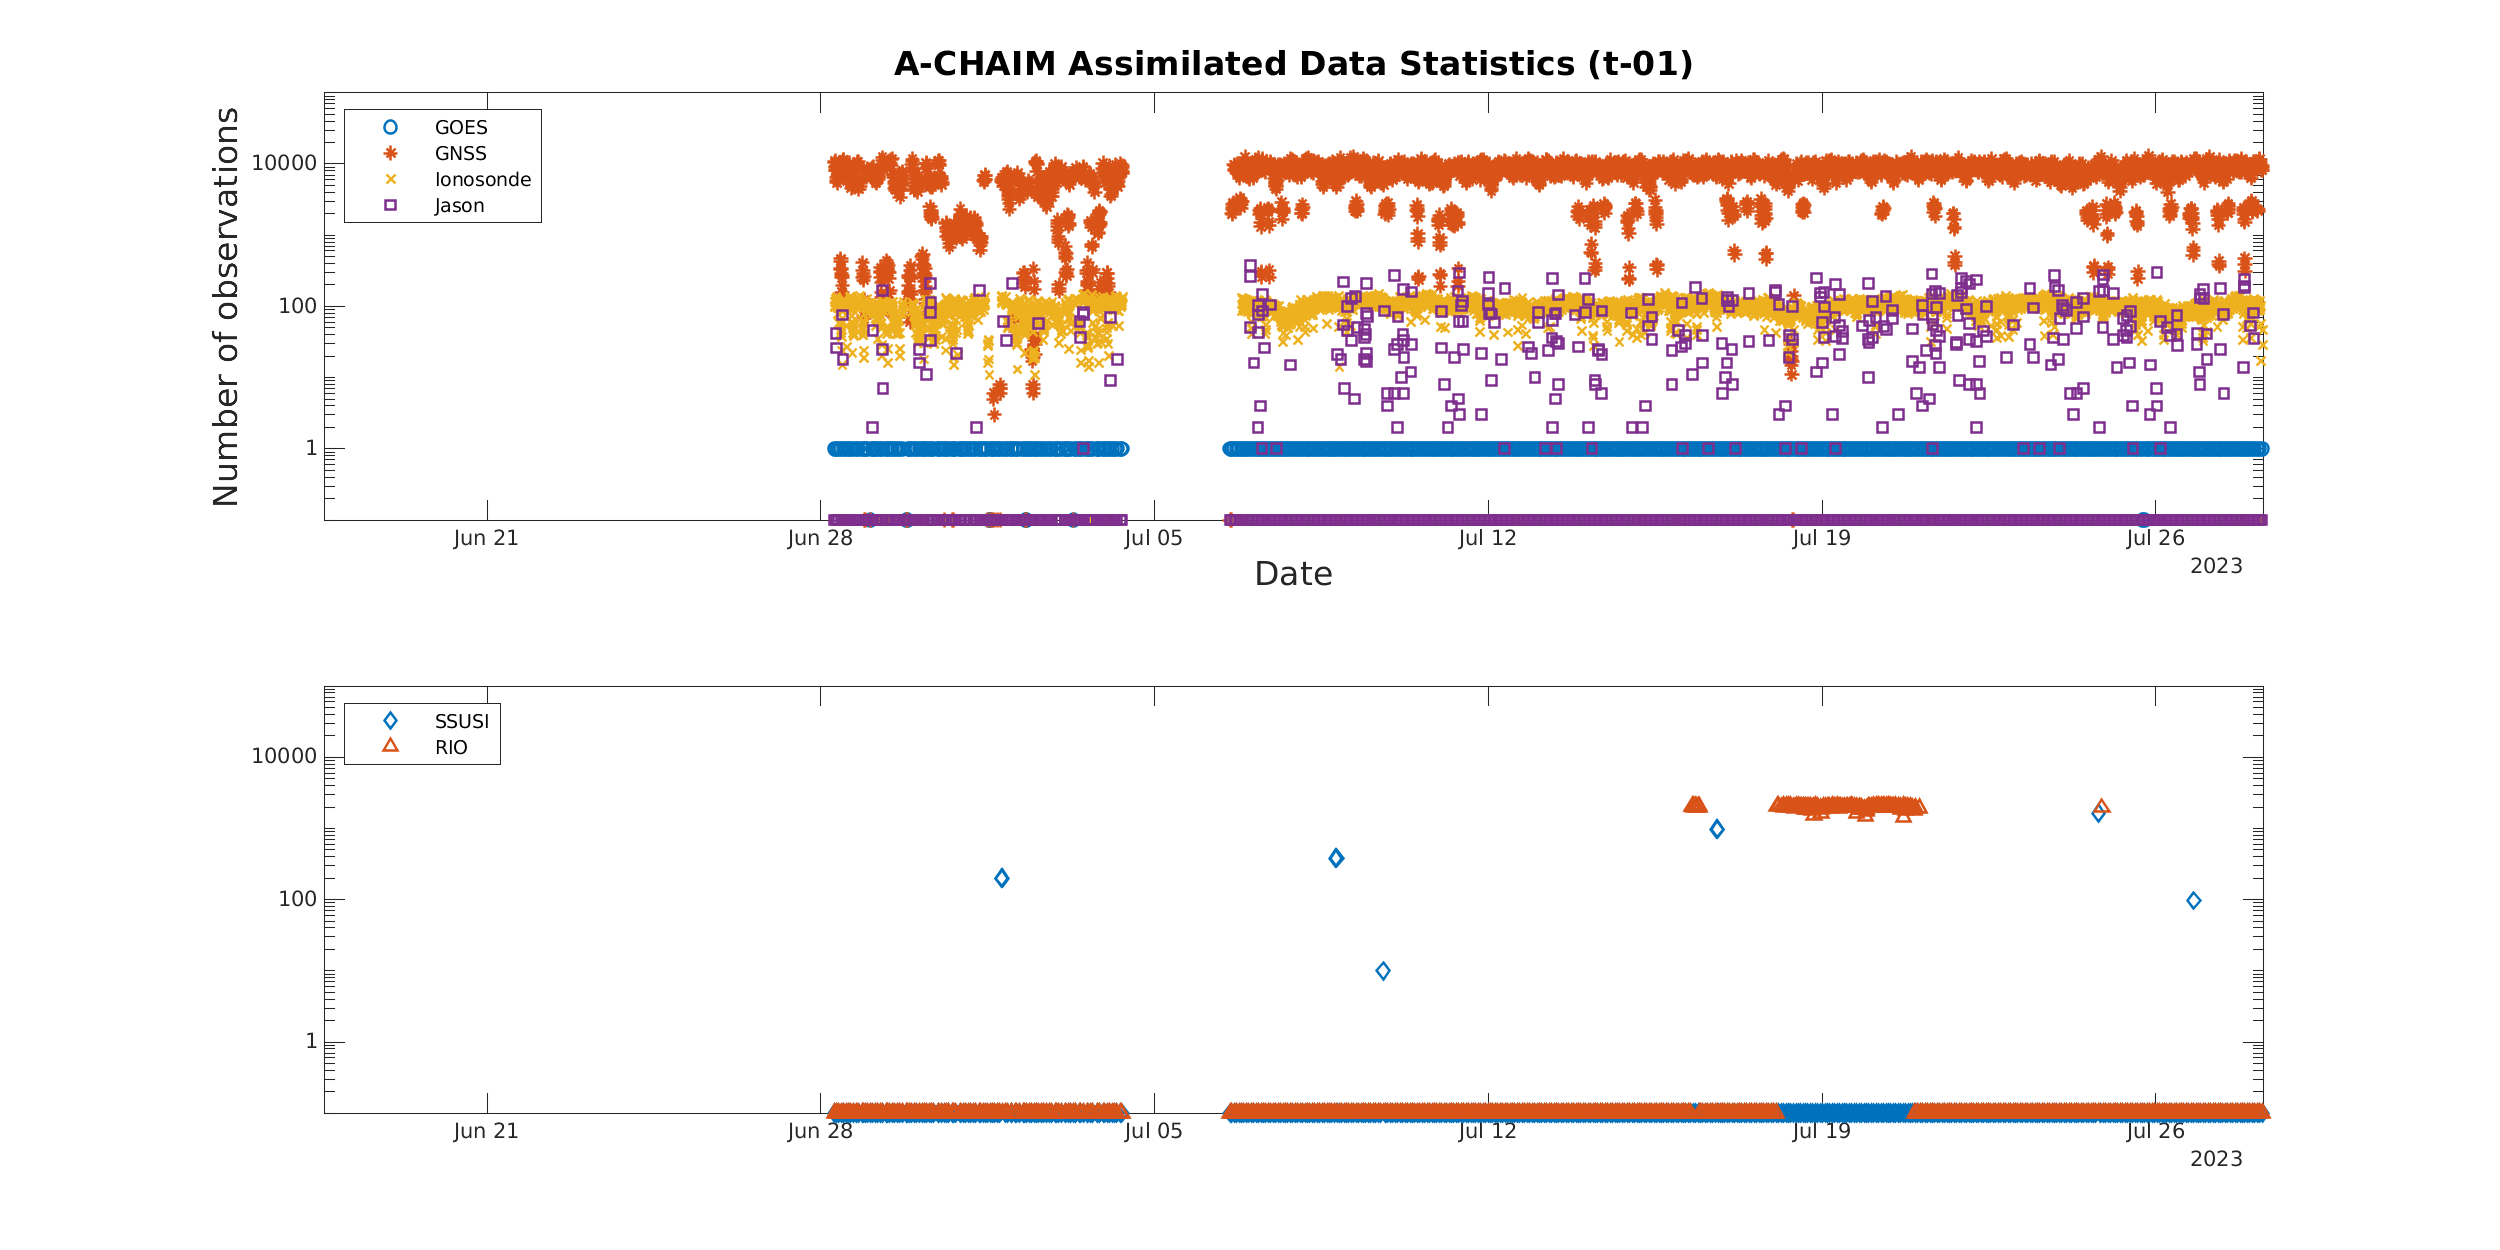 A-CHAIM Assimilated Data Statistics (t-01)
GOES
GNSS
Ionosonde
Jason
10000
100
1
Number of observations
Jun 21 Jun 28 Jul 05 Jul 12 Jul 19 Jul 26
2023
Date
SSUSI
RIO
10000
100
1
Jun 21 Jun 28 Jul 05 Jul 12 Jul 19 Jul 26
2023